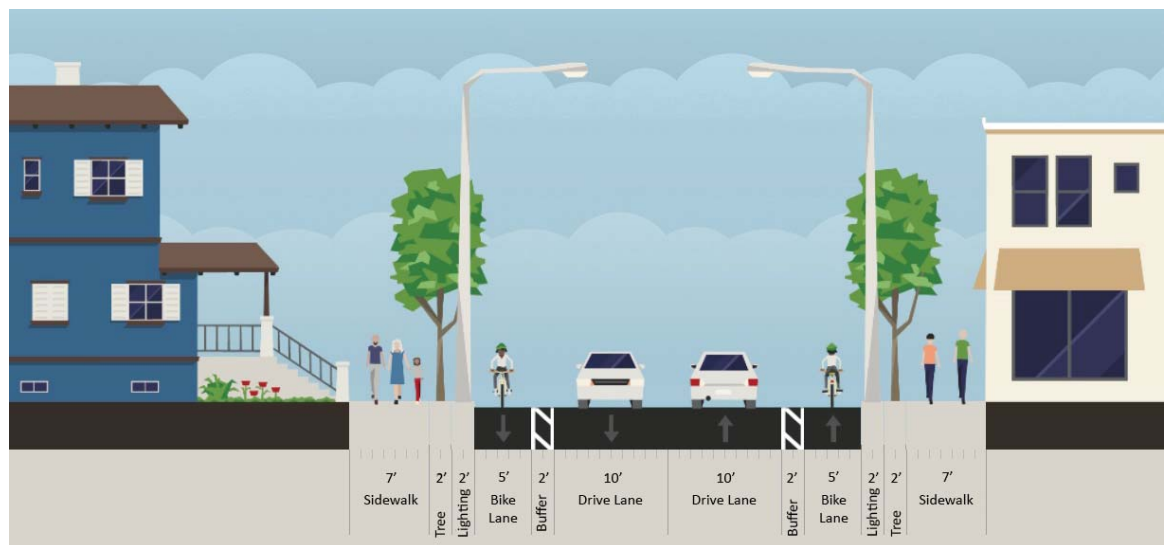 7’ 2’ 2’ 5’ 2’ 10’ 10’ 2’ 5’ 2’ 2’ 7’
Sidewalk Tree Lighting Bike Buffer Drive Lane Drive Lane Buffer Bike Lighting Tree Sidewalk
Lane Lane